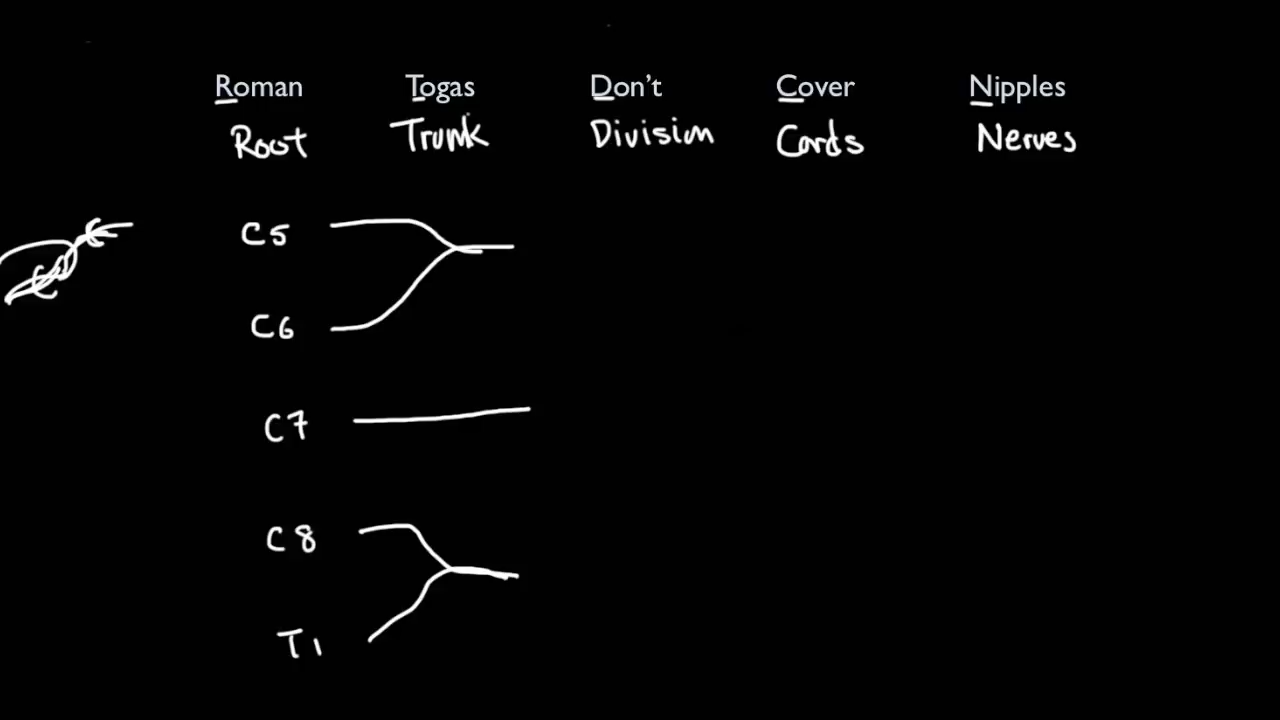 Roman Togas Don't Cover Nipples
Root Trunk Division Cords Nerves
C5
C6
C7
C8
T1